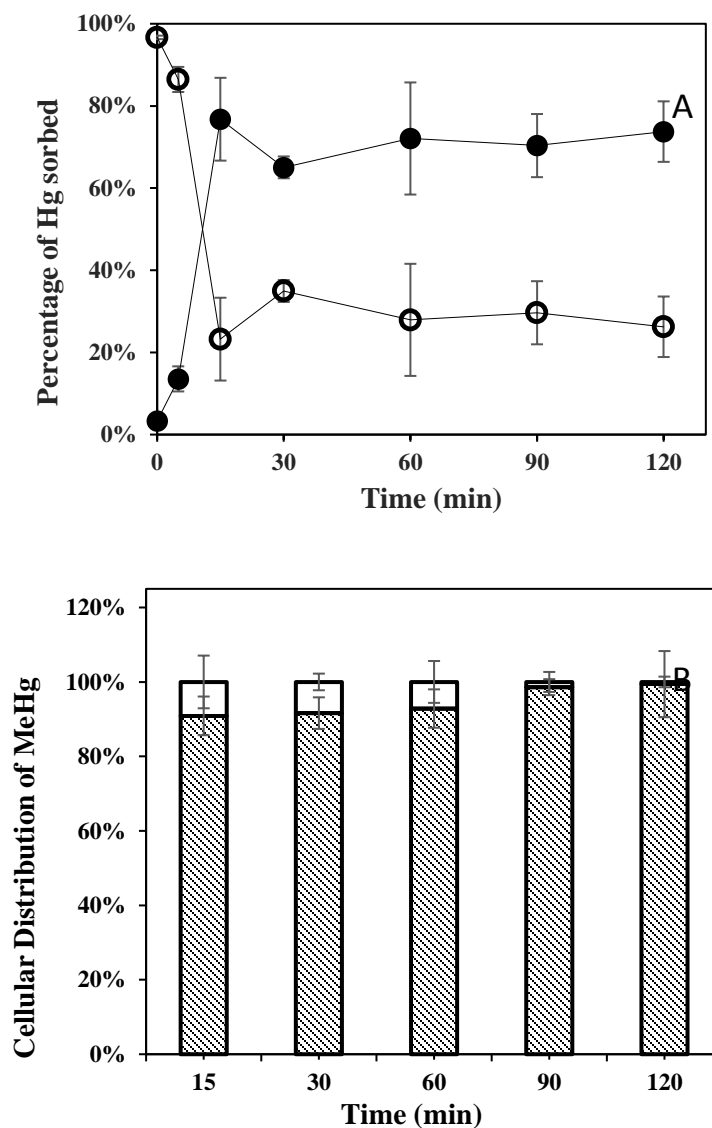 100%
80%
60%
40%
20%
0%
Percentage of Hg sorbed
A
0 30 60 90 120
Time (min)
120%
100%
80%
60%
40%
20%
0%
Cellular Distribution of MeHg
B
15 30 60 90 120
Time (min)